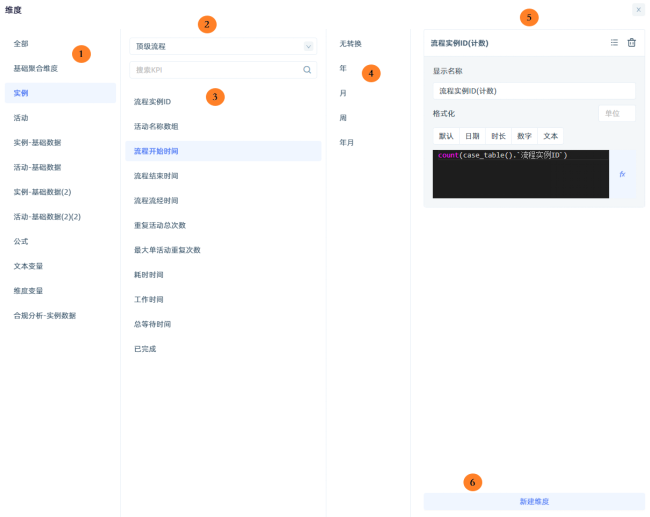 维度
5
1
2
流程实例ID(计数)
全部
基础聚合维度
实例
活动
实例-基础数据
活动-基础数据
实例-基础数据(2)
活动-基础数据(2)(2)
公式
文本变量
维度变量
合规分析-实例数据
顶级流程
搜索KPI
3
流程实例ID
活动名称数组
流程开始时间
流程结束时间
流程流经时间
重复活动总次数
最大单活动重复次数
耗时时间
工作时间
总等待时间
已完成
无转换
年
4
月
周
年月
显示名称
流程实例ID(计数)
格式化
单位
默认 日期 时长 数字 文本
count(case_table().`流程实例ID`)
fx
6
新建维度